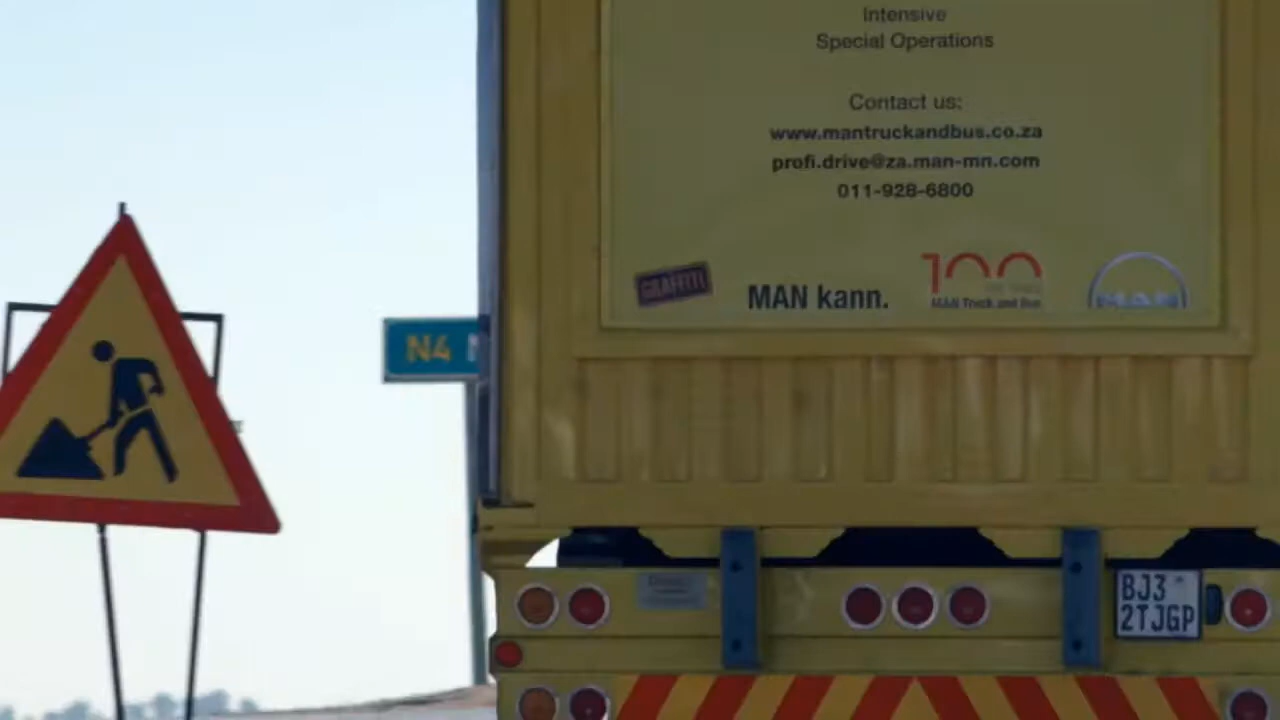 Intensive
Special Operations
Contact us:
www.mantruckandbus.co.za
profi.drive@za.man-mn.com
011-928-6800
GRAFFITI
MAN kann.
100
MAN Truck and Bus
MAN
N4
BJ3
2TJGP